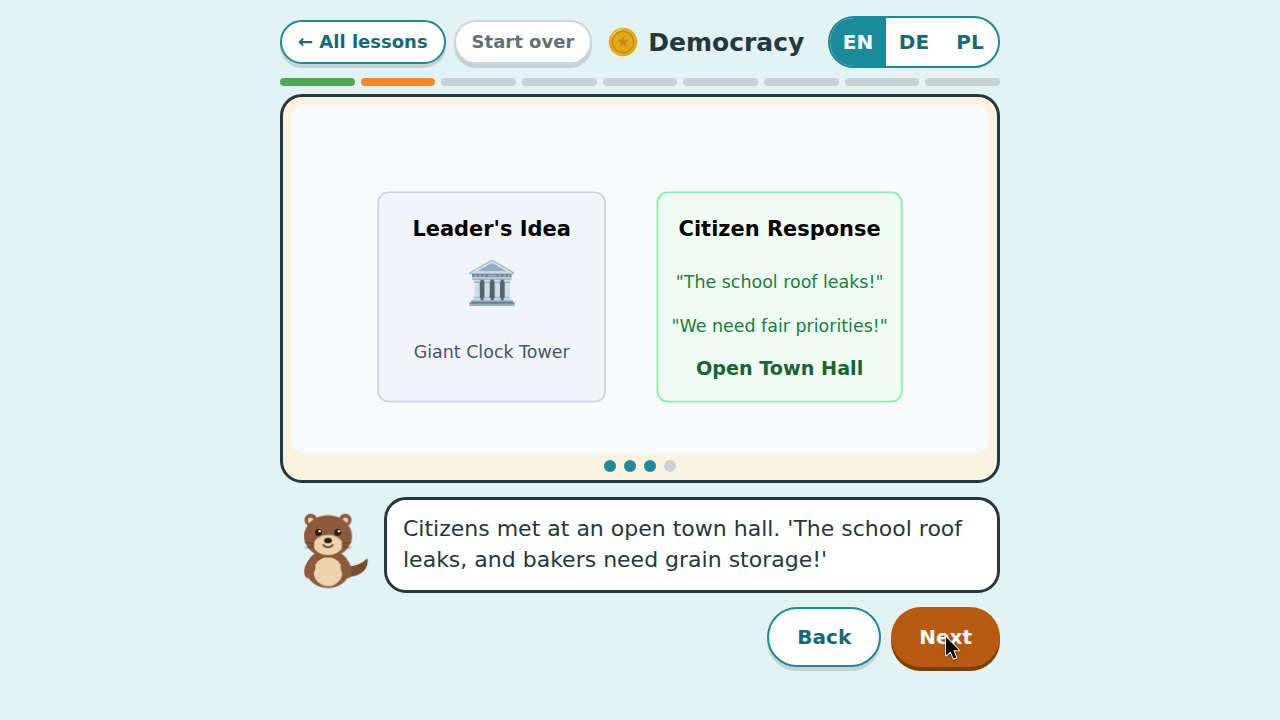 ← All lessons
Start over
Democracy
EN
DE
PL
Leader's Idea
Giant Clock Tower
Citizen Response
"The school roof leaks!"
"We need fair priorities!"
Open Town Hall
Citizens met at an open town hall. 'The school roof
leaks, and bakers need grain storage!'
Back
Next